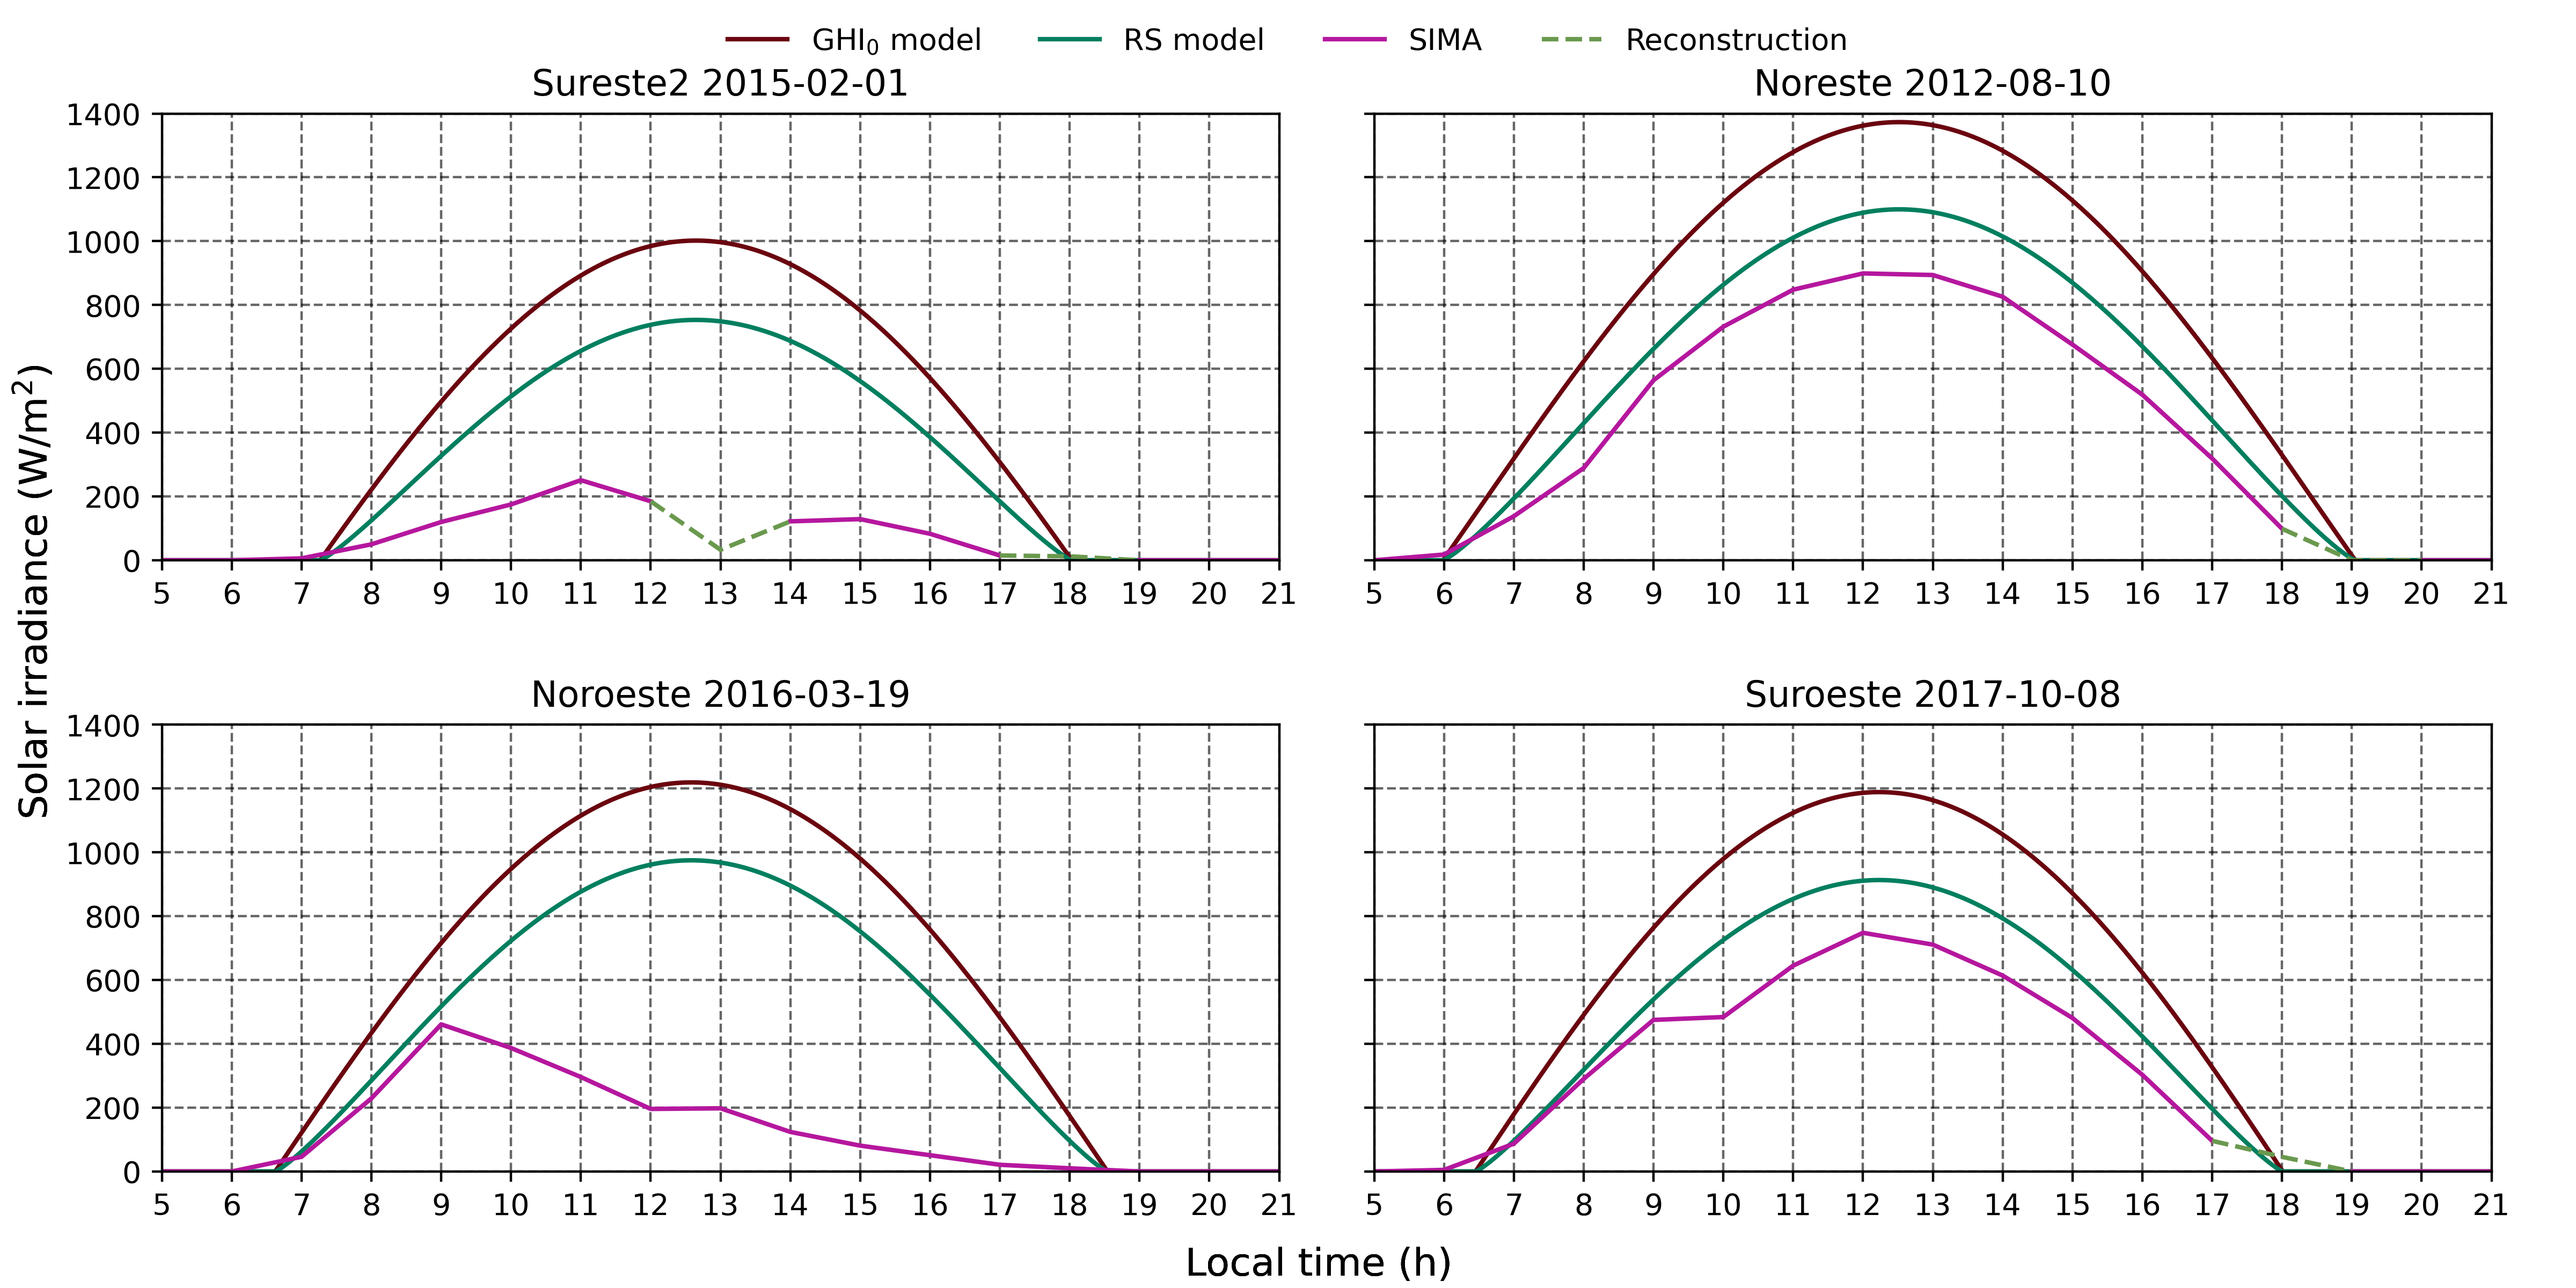 GHI₀ model RS model SIMA Reconstruction
Sureste2 2015-02-01
1400
1200
1000
800
600
400
200
0
5 6 7 8 9 10 11 12 13 14 15 16 17 18 19 20 21
Noreste 2012-08-10
5 6 7 8 9 10 11 12 13 14 15 16 17 18 19 20 21
Solar irradiance (W/m²)
Noroeste 2016-03-19
1400
1200
1000
800
600
400
200
0
5 6 7 8 9 10 11 12 13 14 15 16 17 18 19 20 21
Suroeste 2017-10-08
5 6 7 8 9 10 11 12 13 14 15 16 17 18 19 20 21
Local time (h)